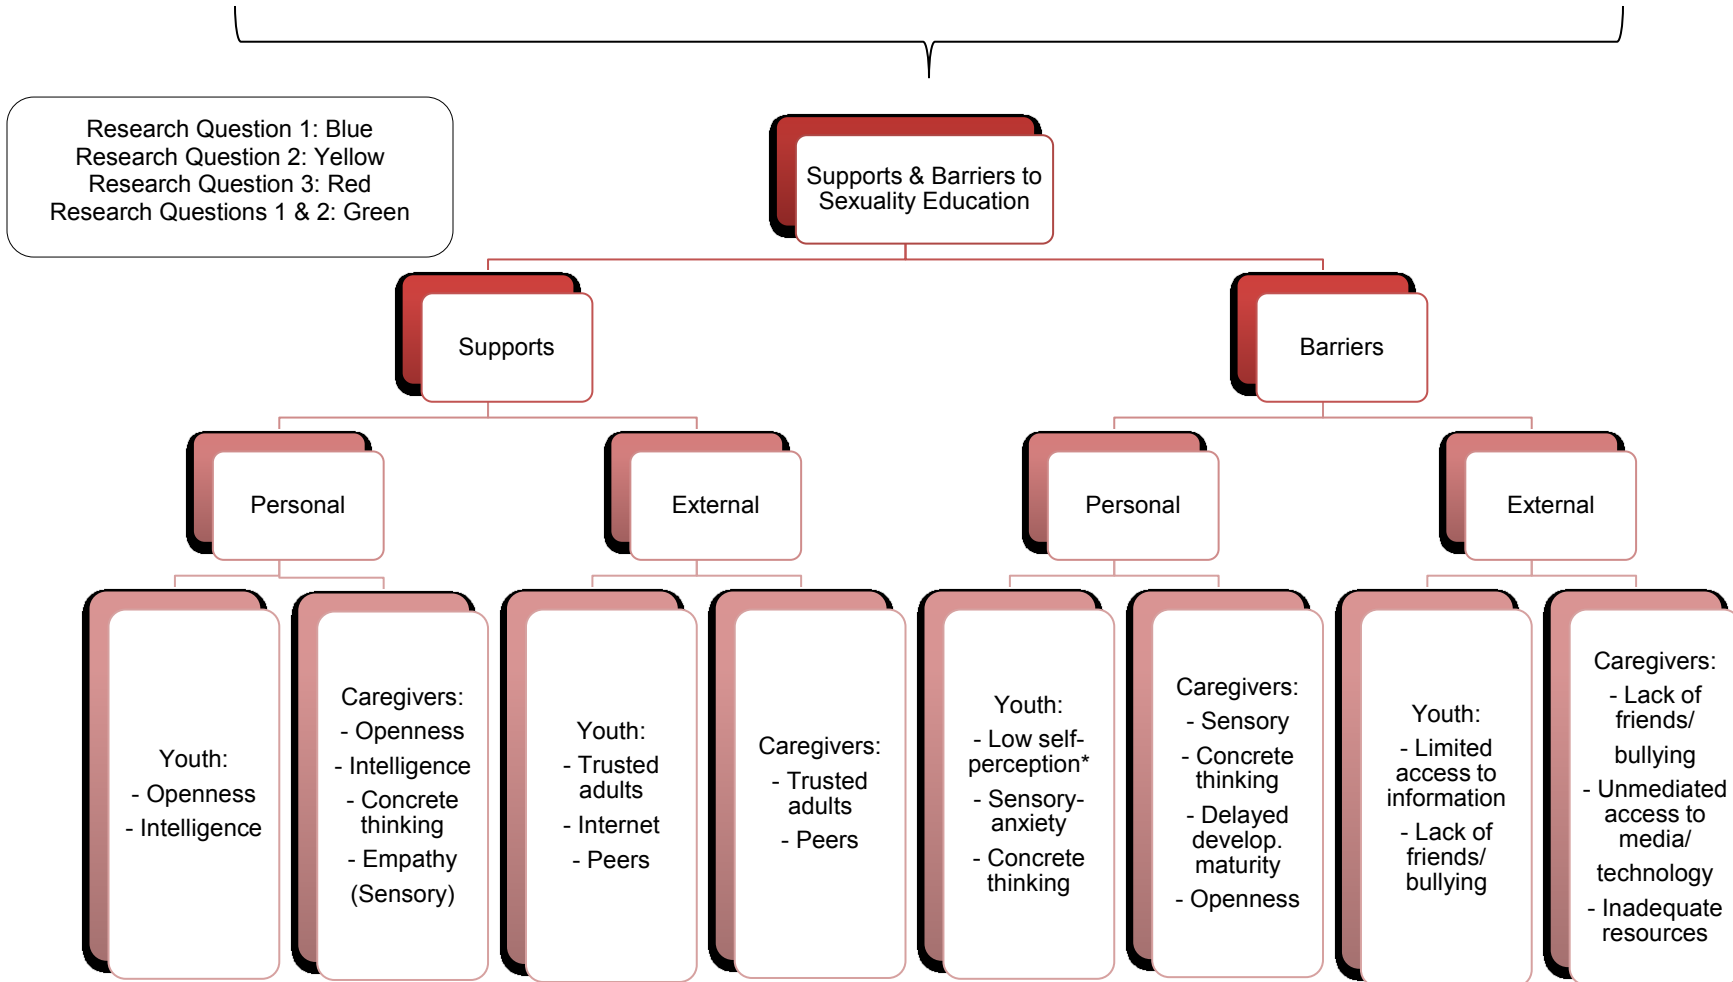 Research Question 1: Blue
Research Question 2: Yellow
Research Question 3: Red
Research Questions 1 & 2: Green
Supports & Barriers to
Sexuality Education
Supports
Barriers
Personal
External
Personal
External
Youth:
- Openness
- Intelligence
Caregivers:
- Openness
- Intelligence
- Concrete
thinking
- Empathy
(Sensory)
Youth:
- Trusted
adults
- Internet
- Peers
Caregivers:
- Trusted
adults
- Peers
Youth:
- Low self-
perception*
- Sensory-
anxiety
- Concrete
thinking
Caregivers:
- Sensory
- Concrete
thinking
- Delayed
develop.
maturity
- Openness
Youth:
- Limited
access to
information
- Lack of
friends/
bullying
Caregivers:
- Lack of
friends/
bullying
- Unmediated
access to
media/
technology
- Inadequate
resources